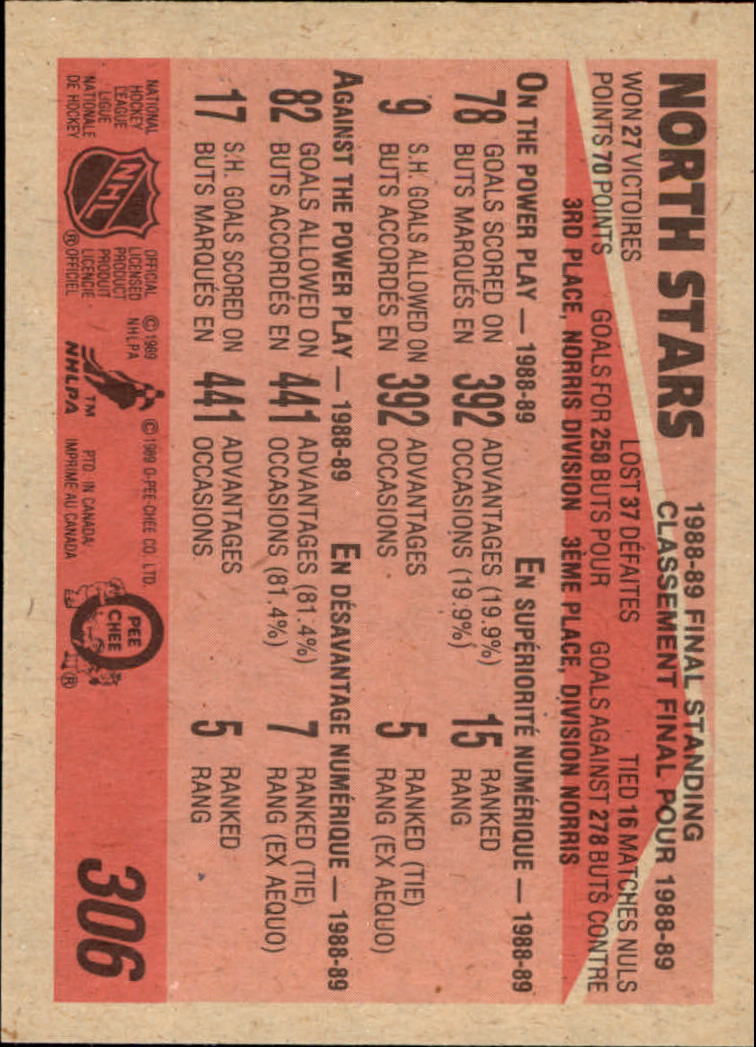 NORTH STARS
1988-89 FINAL STANDING
CLASSEMENT FINAL POUR 1988-89
WON 27 VICTOIRES LOST 37 DÉFAITES TIED 16 MATCHES NULS
POINTS 70 POINTS GOALS FOR 258 BUTS POUR GOALS AGAINST 278 BUTS CONTRE
3RD PLACE, NORRIS DIVISION 3ÈME PLACE, DIVISION NORRIS
ON THE POWER PLAY — 1988-89 EN SUPÉRIORITÉ NUMÉRIQUE — 1988-89
78 GOALS SCORED ON 392 ADVANTAGES (19.9%) 15 RANKED
BUTS MARQUÉS EN OCCASIONS (19.9%) RANG
9 S.H. GOALS ALLOWED ON 392 ADVANTAGES 5 RANKED (TIE)
BUTS ACCORDÉS EN OCCASIONS RANG (EX AEQUO)
AGAINST THE POWER PLAY — 1988-89 EN DÉSAVANTAGE NUMÉRIQUE — 1988-89
82 GOALS ALLOWED ON 441 ADVANTAGES (81.4%) 7 RANKED (TIE)
BUTS ACCORDÉS EN OCCASIONS (81.4%) RANG (EX AEQUO)
17 S.H. GOALS SCORED ON 441 ADVANTAGES 5 RANKED
BUTS MARQUÉS EN OCCASIONS RANG
NATIONAL
HOCKEY
LEAGUE
LIGUE
NATIONALE
DE HOCKEY
NHL
OFFICIAL
LICENSED
PRODUCT
PRODUIT
LICENCIE
® OFFICIEL
© 1989
NHLPA
TM
NHLPA
© 1989 O-PEE-CHEE CO. LTD.
PTD. IN CANADA/
IMPRIMÉ AU CANADA
O
PEE
CHEE
®
306